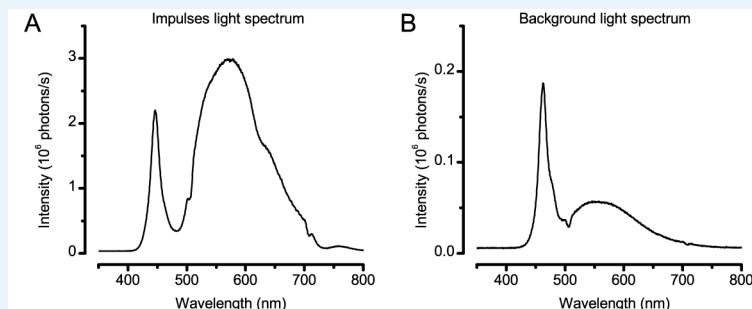 A
Impulses light spectrum
Intensity (10⁶ photons/s)
3
2
1
0
400
500
600
700
800
Wavelength (nm)
B
Background light spectrum
Intensity (10⁶ photons/s)
0.2
0.1
0.0
400
500
600
700
800
Wavelength (nm)